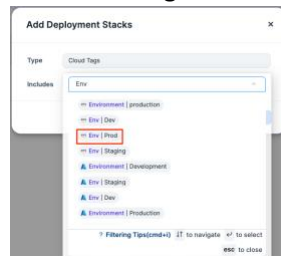 Add Deployment Stacks ×
Type Cloud Tags
Includes Env
Environment | production
Env | Dev
Env | Prod
Env | Staging
Environment | Development
Env | Staging
Env | Dev
Environment | Production
? Filtering Tips(cmd+i) ↓↑ to navigate ↵ to select
esc to close